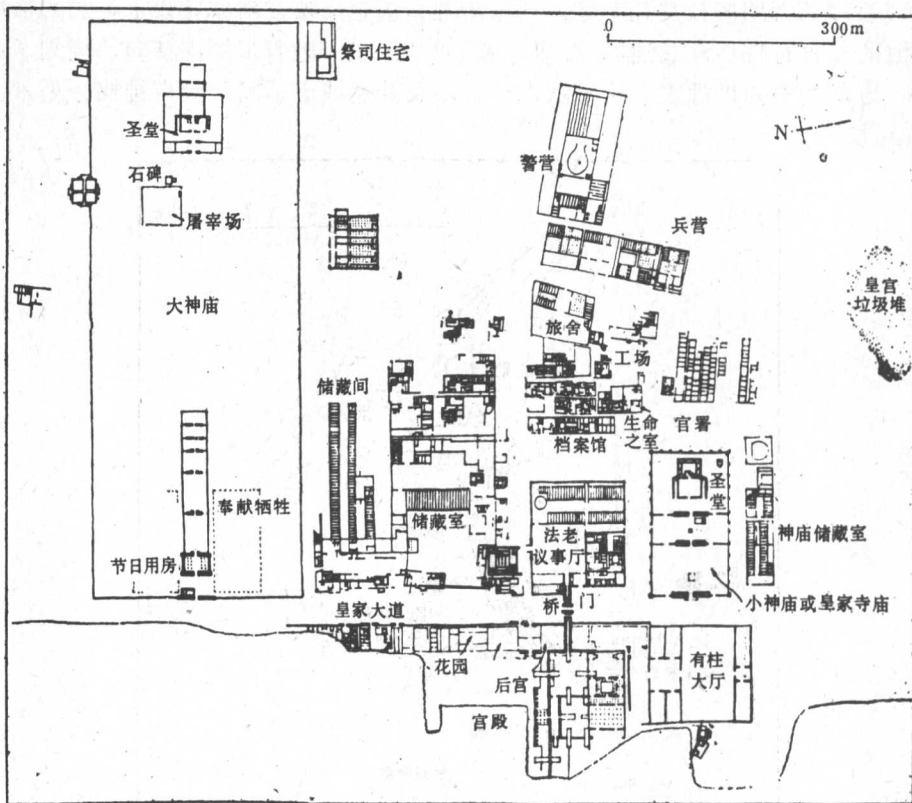 祭司住宅
0
300m
圣堂
N
石碑
警营
屠宰场
兵营
大神庙
皇宫
垃圾堆
旅舍
工场
储藏间
生命
之室
官署
档案馆
圣堂
奉献牺牲
储藏室
法老
议事厅
神庙储藏室
节日用房
桥
门
小神庙或皇家寺庙
皇家大道
花园
后宫
有柱
大厅
宫殿